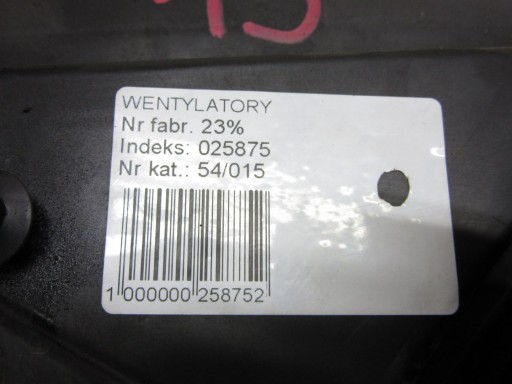 WENTYLATORY
Nr fabr. 23%
Indeks: 025875
Nr kat.: 54/015
1 000000 258752